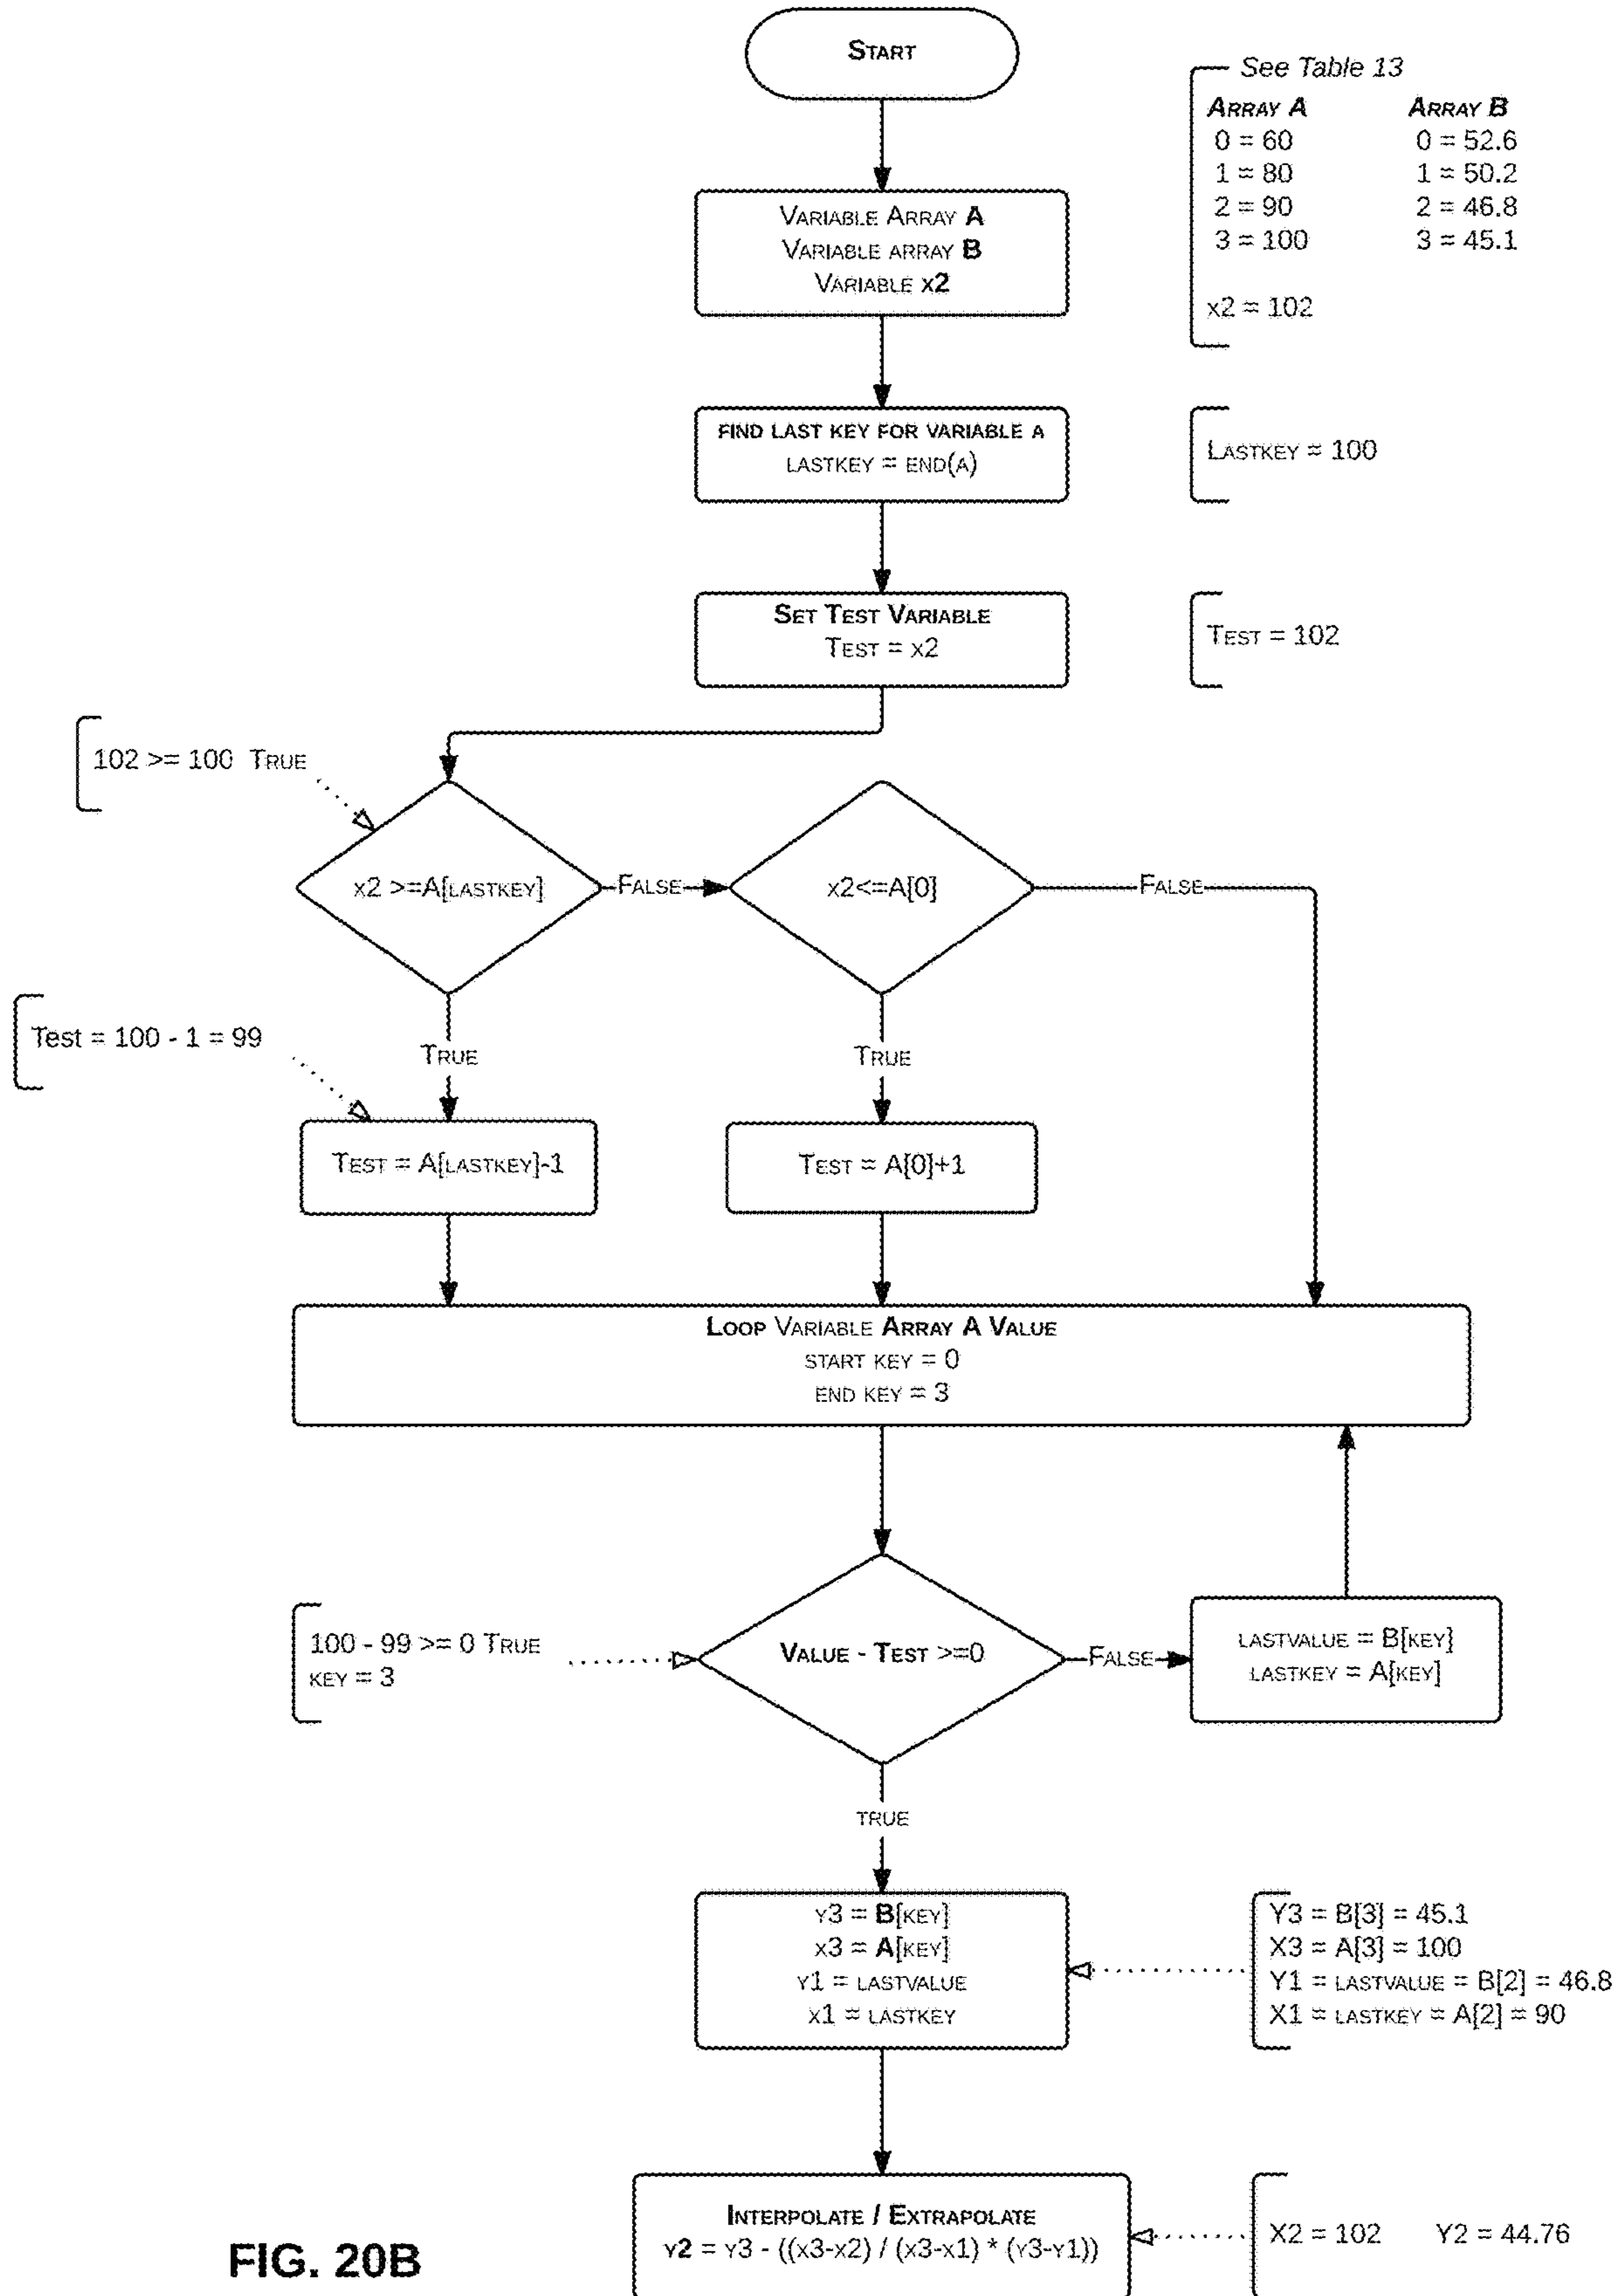 START
See Table 13
ARRAY A ARRAY B
0 = 60 0 = 52.6
1 = 80 1 = 50.2
2 = 90 2 = 46.8
3 = 100 3 = 45.1
x2 = 102
VARIABLE ARRAY A
VARIABLE ARRAY B
VARIABLE x2
FIND LAST KEY FOR VARIABLE A
LASTKEY = END(A)
LASTKEY = 100
SET TEST VARIABLE
TEST = x2
TEST = 102
102 >= 100 TRUE
x2 >=A[LASTKEY]
FALSE
x2<=A[0]
FALSE
Test = 100 - 1 = 99
TRUE
TRUE
TEST = A[LASTKEY]-1
TEST = A[0]+1
LOOP VARIABLE ARRAY A VALUE
START KEY = 0
END KEY = 3
100 - 99 >= 0 TRUE
KEY = 3
VALUE - TEST >=0
FALSE
LASTVALUE = B[KEY]
LASTKEY = A[KEY]
TRUE
Y3 = B[KEY]
X3 = A[KEY]
Y1 = LASTVALUE
X1 = LASTKEY
Y3 = B[3] = 45.1
X3 = A[3] = 100
Y1 = LASTVALUE = B[2] = 46.8
X1 = LASTKEY = A[2] = 90
INTERPOLATE / EXTRAPOLATE
Y2 = Y3 - ((X3-X2) / (X3-X1) * (Y3-Y1))
X2 = 102 Y2 = 44.76
FIG. 20B